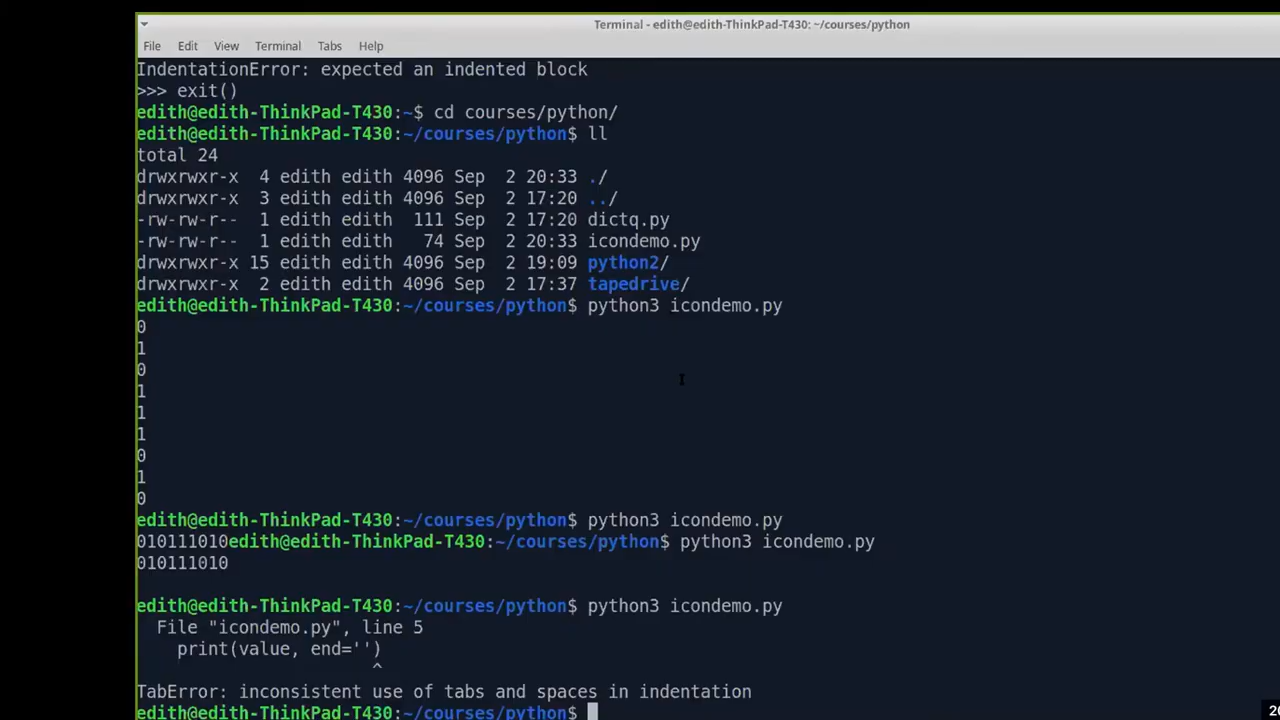 Terminal - edith@edith-ThinkPad-T430: ~/courses/python
File Edit View Terminal Tabs Help
IndentationError: expected an indented block
>>> exit()
edith@edith-ThinkPad-T430:~$ cd courses/python/
edith@edith-ThinkPad-T430:~/courses/python$ ll
total 24
drwxrwxr-x  4 edith edith 4096 Sep  2 20:33 ./
drwxrwxr-x  3 edith edith 4096 Sep  2 17:20 ../
-rw-rw-r--  1 edith edith  111 Sep  2 17:20 dictq.py
-rw-rw-r--  1 edith edith   74 Sep  2 20:33 icondemo.py
drwxrwxr-x 15 edith edith 4096 Sep  2 19:09 python2/
drwxrwxr-x  2 edith edith 4096 Sep  2 17:37 tapedrive/
edith@edith-ThinkPad-T430:~/courses/python$ python3 icondemo.py
0
1
0
1
1
1
0
1
0
edith@edith-ThinkPad-T430:~/courses/python$ python3 icondemo.py
010111010edith@edith-ThinkPad-T430:~/courses/python$ python3 icondemo.py
010111010
edith@edith-ThinkPad-T430:~/courses/python$ python3 icondemo.py
  File "icondemo.py", line 5
    print(value, end='')
                       ^
TabError: inconsistent use of tabs and spaces in indentation
edith@edith-ThinkPad-T430:~/courses/python$